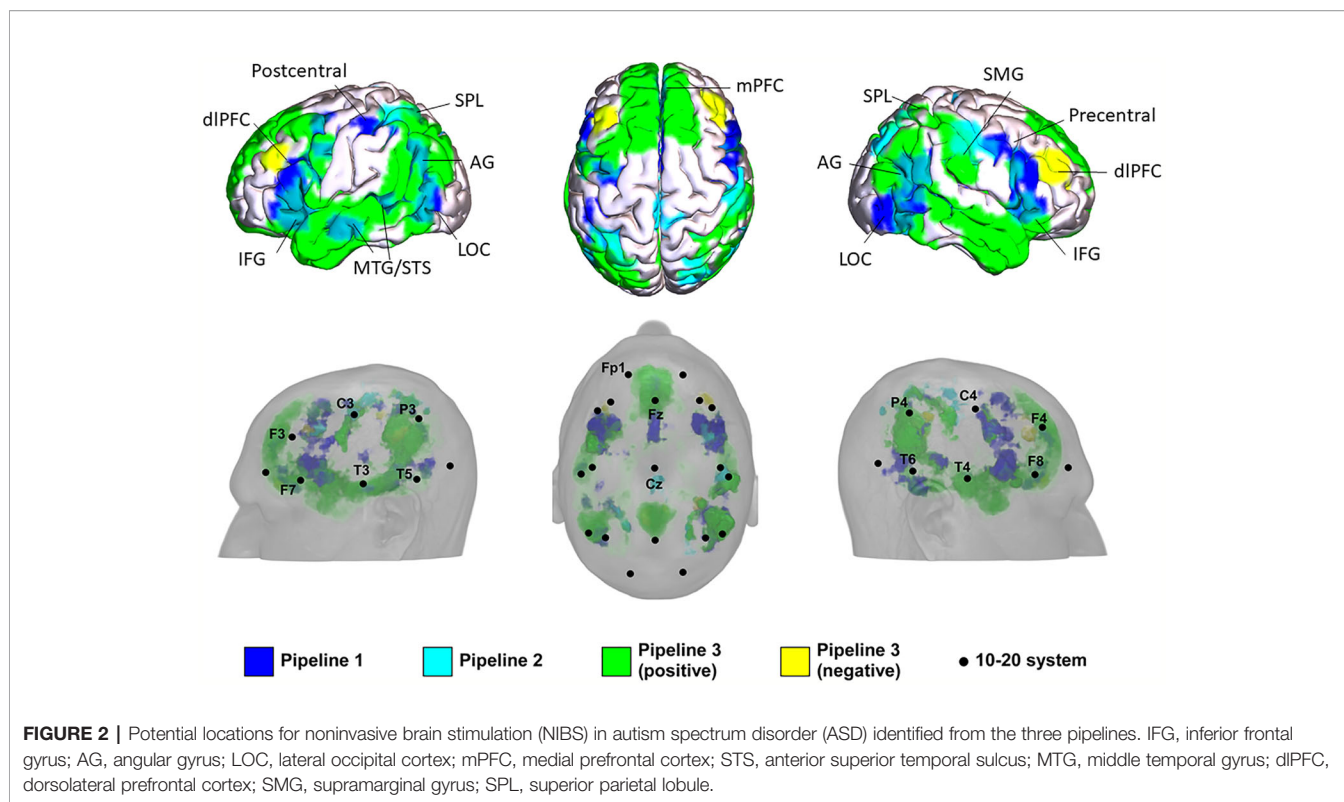 Postcentral
SPL
dlPFC
AG
IFG
MTG/STS
LOC
mPFC
SMG
SPL
Precentral
AG
dlPFC
LOC
IFG
C3
P3
F3
T3
T5
F7
Fp1
Fz
Cz
P4
C4
F4
T6
T4
F8
Pipeline 1
Pipeline 2
Pipeline 3
(positive)
Pipeline 3
(negative)
10-20 system
FIGURE 2 | Potential locations for noninvasive brain stimulation (NIBS) in autism spectrum disorder (ASD) identified from the three pipelines. IFG, inferior frontal
gyrus; AG, angular gyrus; LOC, lateral occipital cortex; mPFC, medial prefrontal cortex; STS, anterior superior temporal sulcus; MTG, middle temporal gyrus; dlPFC,
dorsolateral prefrontal cortex; SMG, supramarginal gyrus; SPL, superior parietal lobule.